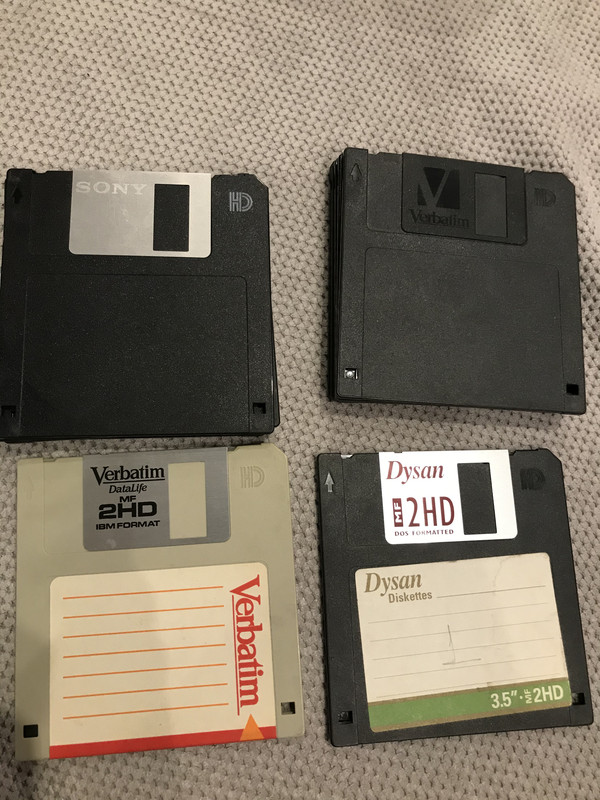 SONY
HD
Verbatim
HD
Verbatim
DataLife
MF
2HD
IBM FORMAT
HD
Verbatim
Dysan
MF 2HD
DOS FORMATTED
HD
Dysan
Diskettes
3.5" · MF 2HD